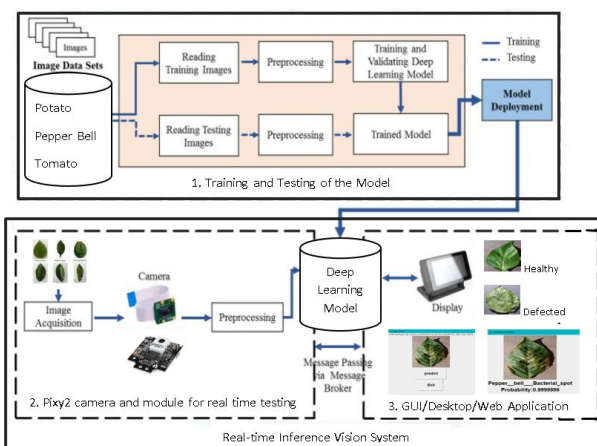 Images
Image Data Sets
Potato
Pepper Bell
Tomato
Reading
Training Images
Preprocessing
Training and
Validating Deep
Learning Model
Training
Testing
Reading Testing
Images
Preprocessing
Trained Model
Model
Deployment
1. Training and Testing of the Model
Image
Acquisition
Camera
Preprocessing
Deep
Learning
Model
Display
Healthy
Defected
Message Passing
via Message
Broker
predict
Exit
Pepper__bell___Bacterial_spot
Probability:0.9999999
2. Pixy2 camera and module for real time testing
3. GUI/Desktop/Web Application
Real-time Inference Vision System